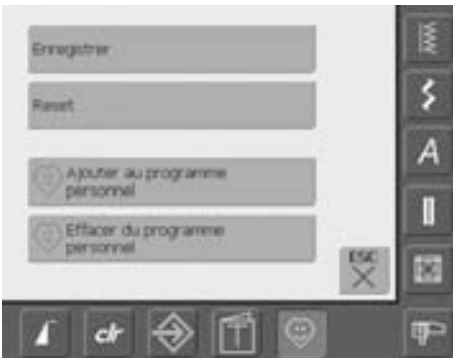 Enregistrer
Reset
Ajouter au programme
personnel
Effacer du programme
personnel
ESC
A
clr